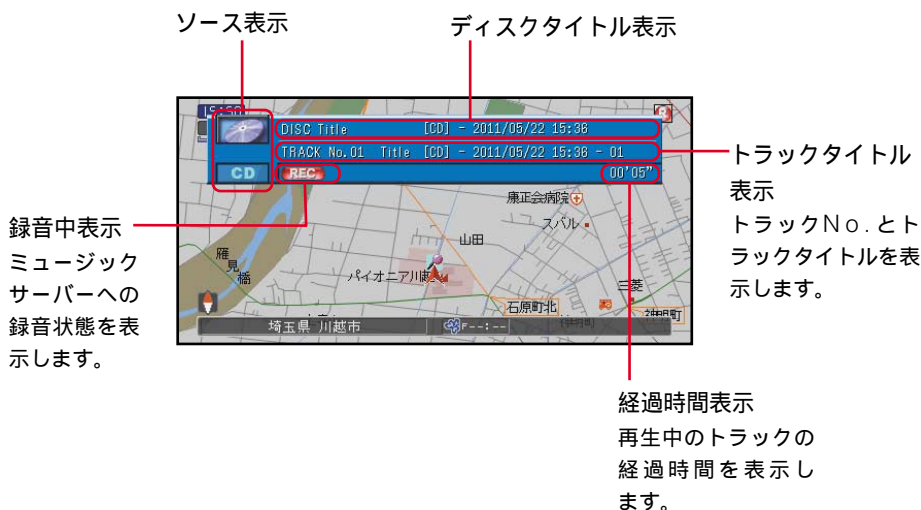 ソース表示
ディスクタイトル表示
DISC Title [CD] - 2011/05/22 15:36
TRACK No.01 Title [CD] - 2011/05/22 15:36 - 01
CD
REC
00'05"
トラックタイトル
表示
トラックNo.とト
ラックタイトルを表
示します。
録音中表示
ミュージック
サーバーへの
録音状態を表
示します。
康正会病院
スバル
山田
雁
見
橋
パイオニア川越
三菱
石原町北
神明町
埼玉県 川越市
F--:--
経過時間表示
再生中のトラックの
経過時間を表示し
ます。